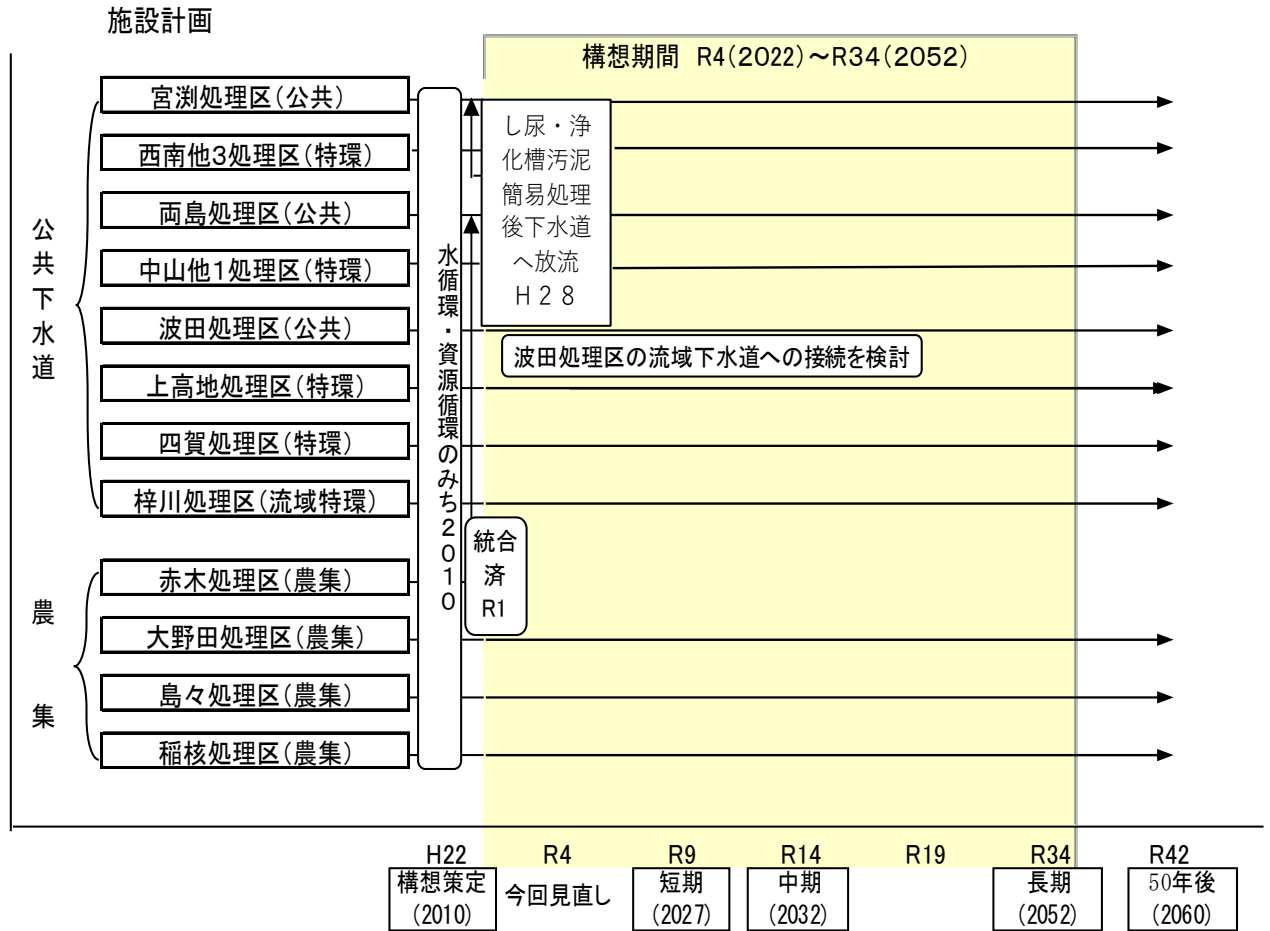 施設計画
構想期間 R4(2022)～R34(2052)
公共下水道
宮渕処理区(公共)
西南他3処理区(特環)
両島処理区(公共)
中山他1処理区(特環)
波田処理区(公共)
上高地処理区(特環)
四賀処理区(特環)
梓川処理区(流域特環)
農集
赤木処理区(農集)
大野田処理区(農集)
島々処理区(農集)
稲核処理区(農集)
水循環・資源循環のみち2010
し尿・浄
化槽汚泥
簡易処理
後下水道
へ放流
H28
波田処理区の流域下水道への接続を検討
統合
済
R1
H22 R4 R9 R14 R19 R34 R42
構想策定 今回見直し 短期 中期 長期 50年後
(2010) (2027) (2032) (2052) (2060)